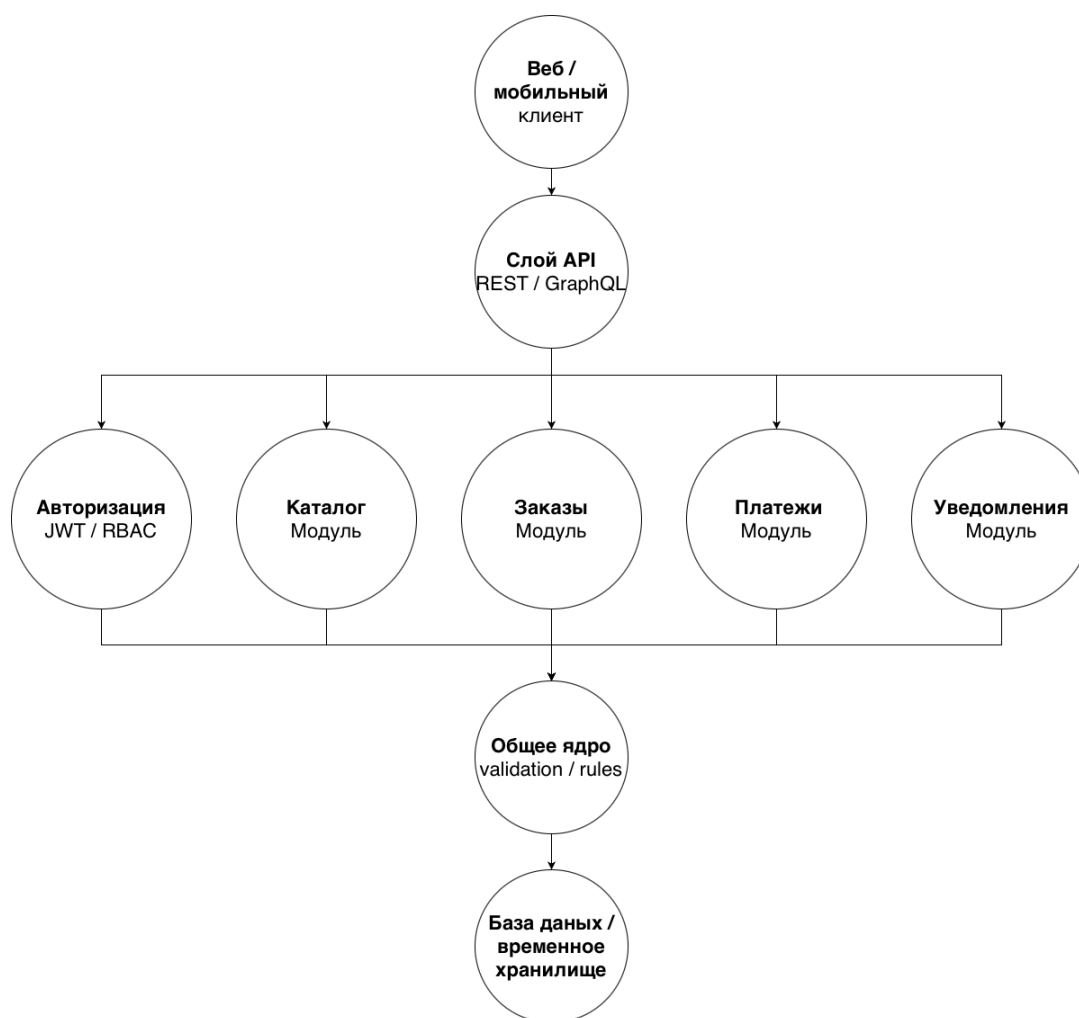 Веб /
мобильный
клиент
Слой API
REST / GraphQL
Авторизация
JWT / RBAC
Каталог
Модуль
Заказы
Модуль
Платежи
Модуль
Уведомления
Модуль
Общее ядро
validation / rules
База даных /
временное
хранилище